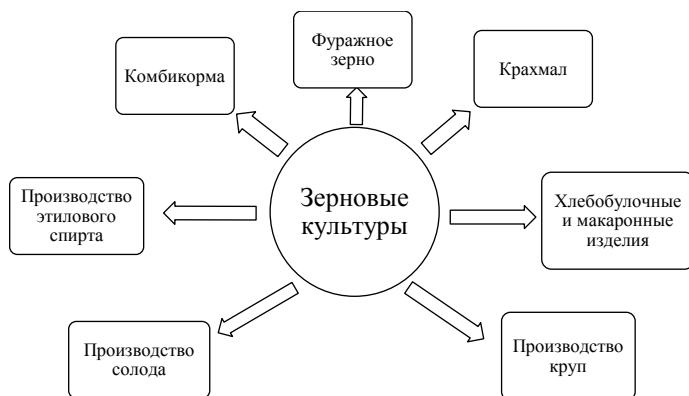 Фуражное
зерно
Комбикорма
Крахмал
Зерновые
культуры
Производство
этилового
спирта
Хлебобулочные
и макаронные
изделия
Производство
солода
Производство
круп